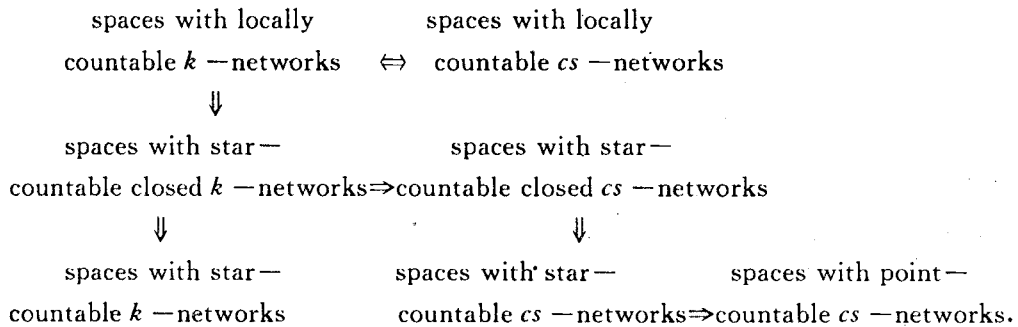 spaces with locally spaces with locally
countable k —networks ⇔ countable cs —networks
⇓
spaces with star— spaces with star—
countable closed k —networks⇒countable closed cs —networks
⇓ ⇓
spaces with star— spaces with star— spaces with point—
countable k —networks countable cs —networks⇒countable cs —networks.